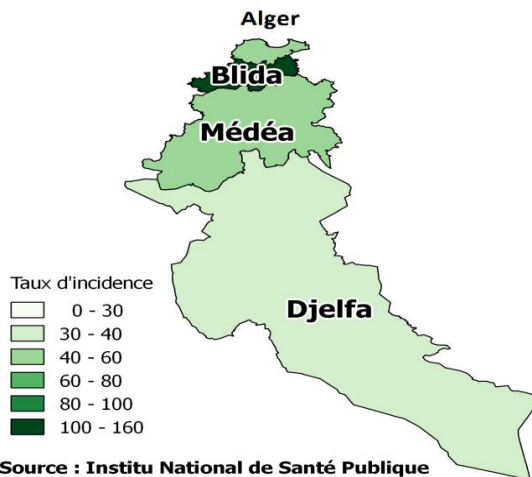 Alger
Blida
Médéa
Djelfa
Taux d'incidence
0 - 30
30 - 40
40 - 60
60 - 80
80 - 100
100 - 160
Source : Institu National de Santé Publique